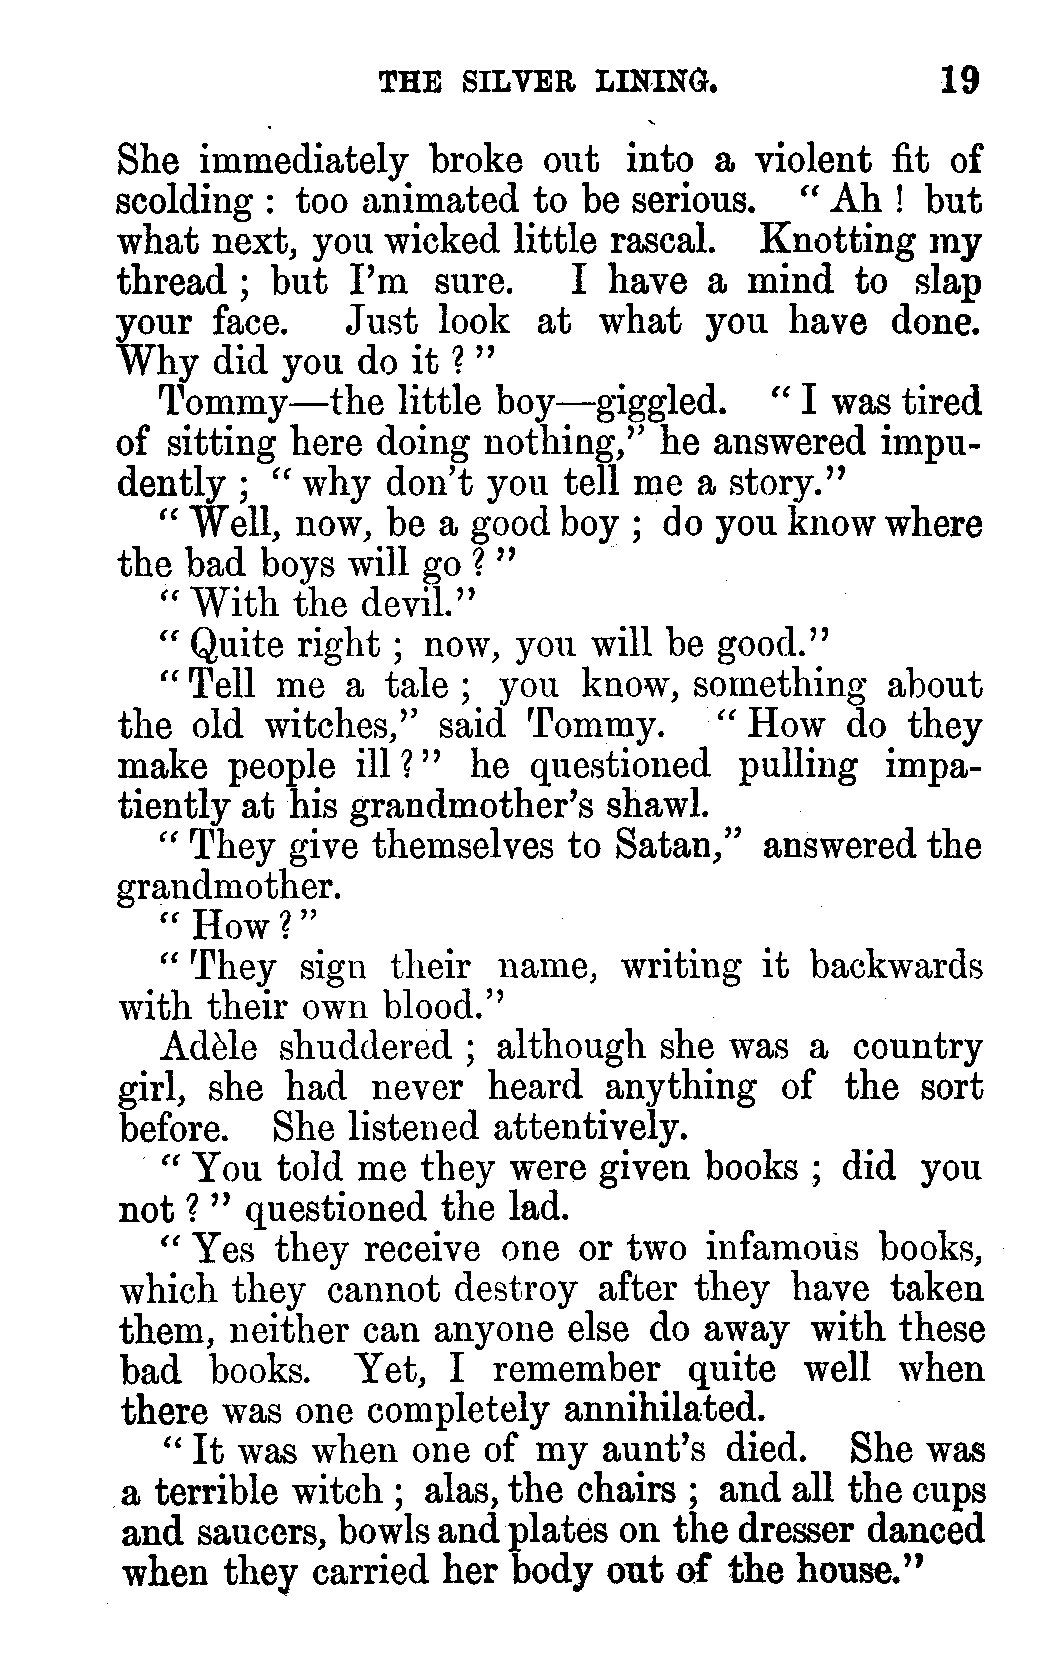 THE SILVER LINING. 19
She immediately broke out into a violent fit of
scolding : too animated to be serious. “ Ah ! but
what next, you wicked little rascal. Knotting my
thread ; but I’m sure. I have a mind to slap
your face. Just look at what you have done.
Why did you do it ? ”
Tommy—the little boy—giggled. “ I was tired
of sitting here doing nothing,” he answered impu-
dently ; “ why don’t you tell me a story.”
“ Well, now, be a good boy ; do you know where
the bad boys will go ? ”
“ With the devil.”
“ Quite right ; now, you will be good.”
“ Tell me a tale ; you know, something about
the old witches,” said Tommy. “ How do they
make people ill ? ” he questioned pulling impa-
tiently at his grandmother’s shawl.
“ They give themselves to Satan,” answered the
grandmother.
“ How ? ”
“ They sign their name, writing it backwards
with their own blood.”
Adèle shuddered ; although she was a country
girl, she had never heard anything of the sort
before. She listened attentively.
“ You told me they were given books ; did you
not ? ” questioned the lad.
“ Yes they receive one or two infamous books,
which they cannot destroy after they have taken
them, neither can anyone else do away with these
bad books. Yet, I remember quite well when
there was one completely annihilated.
“ It was when one of my aunt’s died. She was
a terrible witch ; alas, the chairs ; and all the cups
and saucers, bowls and plates on the dresser danced
when they carried her body out of the house.”